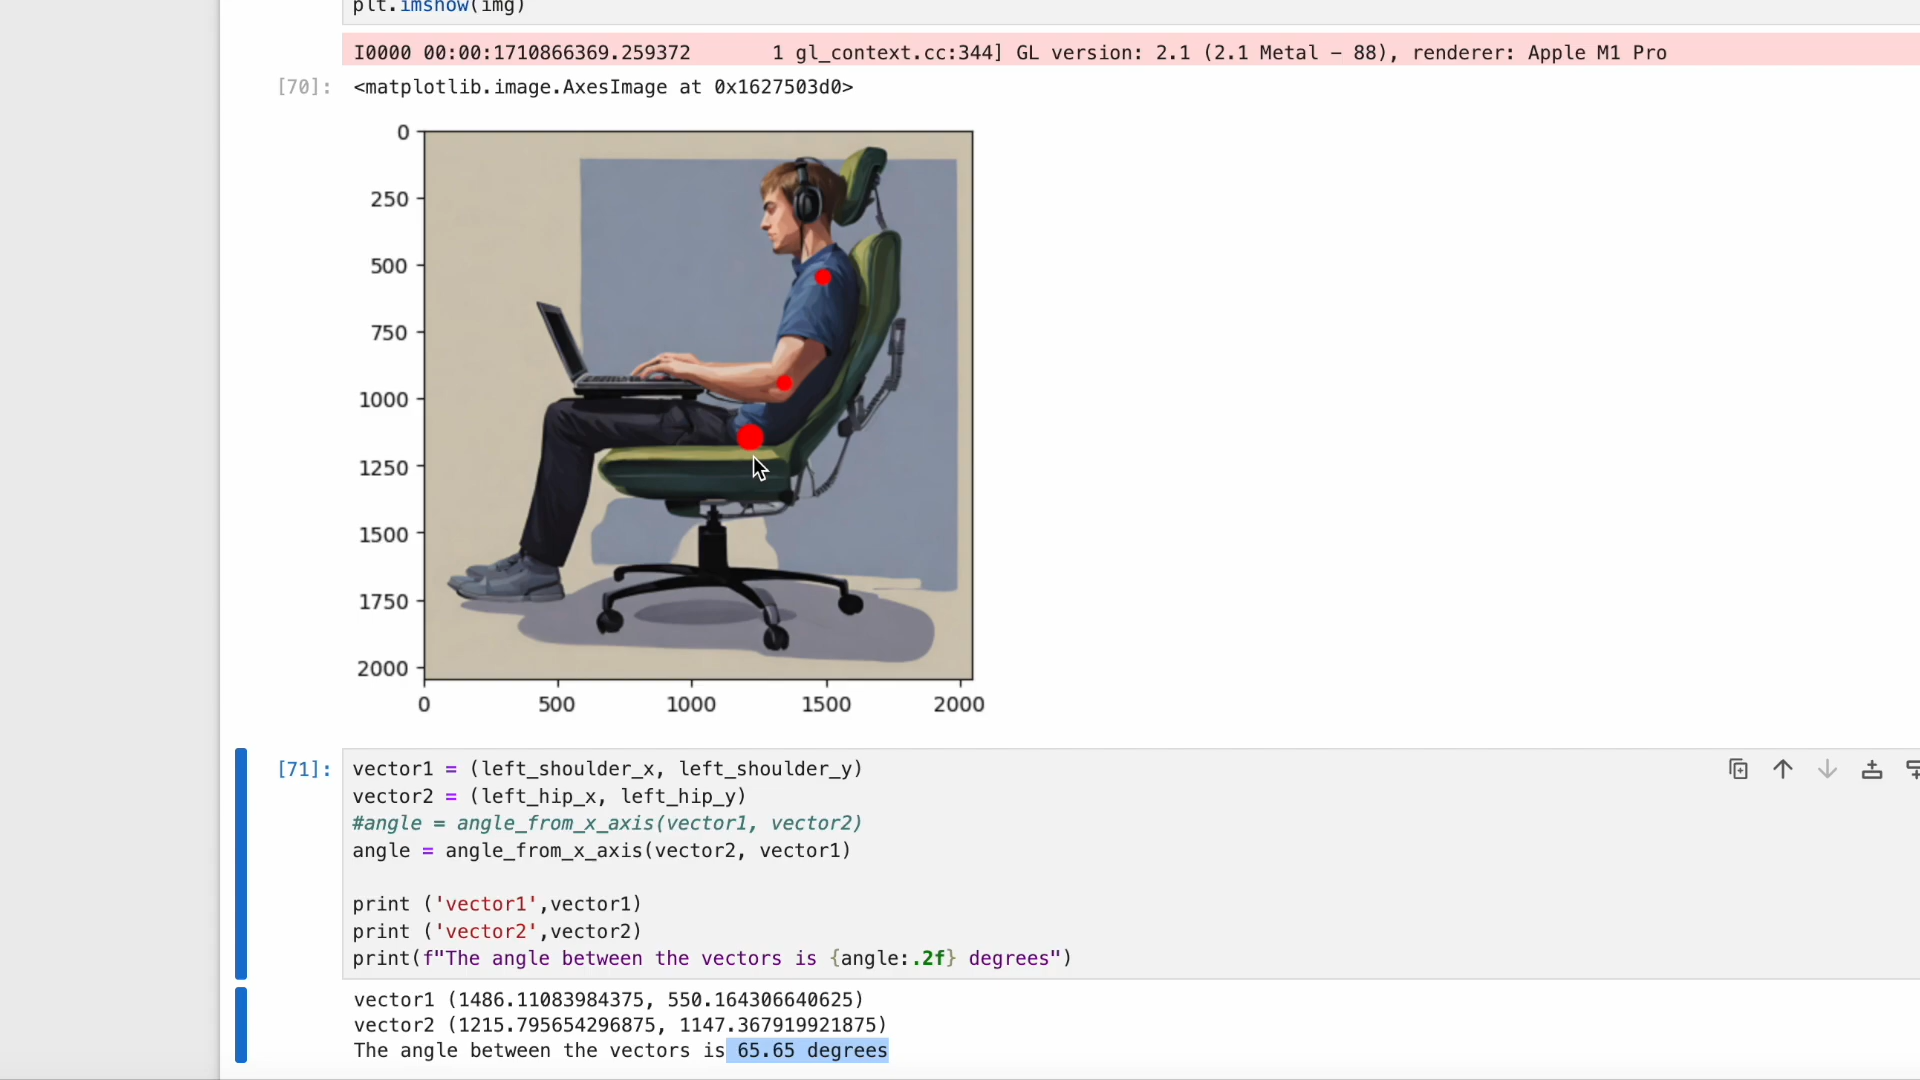 plt.imshow(img)
I0000 00:00:1710866369.259372       1 gl_context.cc:344] GL version: 2.1 (2.1 Metal – 88), renderer: Apple M1 Pro
[70]: <matplotlib.image.AxesImage at 0x1627503d0>
0
250
500
750
1000
1250
1500
1750
2000
0 500 1000 1500 2000
[71]: vector1 = (left_shoulder_x, left_shoulder_y)
vector2 = (left_hip_x, left_hip_y)
#angle = angle_from_x_axis(vector1, vector2)
angle = angle_from_x_axis(vector2, vector1)
print ('vector1',vector1)
print ('vector2',vector2)
print(f"The angle between the vectors is {angle:.2f} degrees")
vector1 (1486.11083984375, 550.164306640625)
vector2 (1215.795654296875, 1147.367919921875)
The angle between the vectors is 65.65 degrees